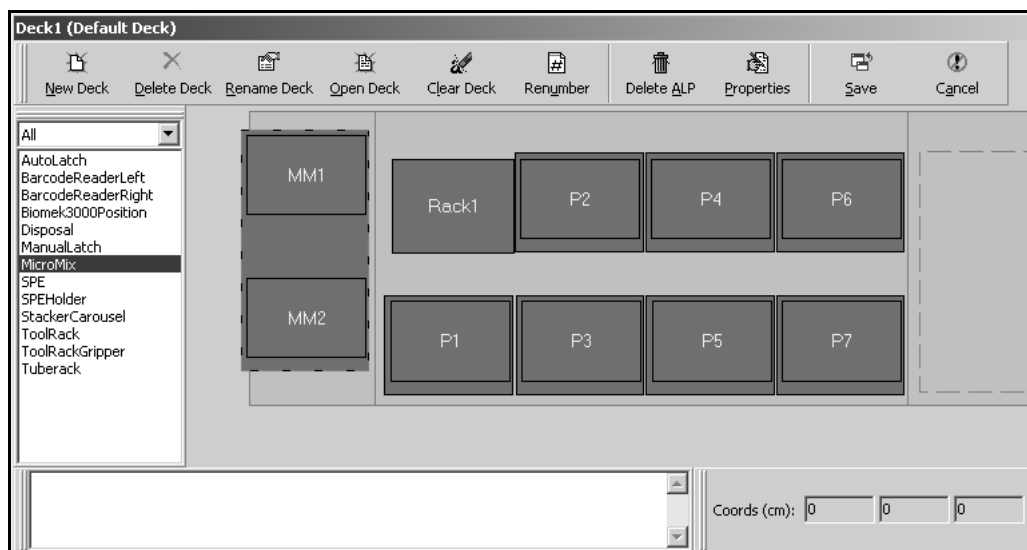 Deck1 (Default Deck)
New Deck Delete Deck Rename Deck Open Deck Clear Deck Renumber Delete ALP Properties Save Cancel
All
AutoLatch
BarcodeReaderLeft
BarcodeReaderRight
Biomek3000Position
Disposal
ManualLatch
MicroMix
SPE
SPEHolder
StackerCarousel
ToolRack
ToolRackGripper
Tuberack
MM1
Rack1 P2 P4 P6
MM2
P1 P3 P5 P7
Coords (cm): 0 0 0